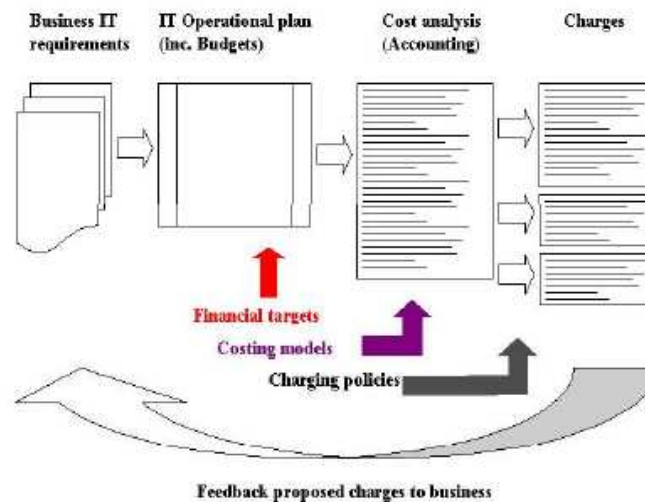 Business IT
requirements
IT Operational plan
(inc. Budgets)
Cost analysis
(Accounting)
Charges
Financial targets
Costing models
Charging policies
Feedback proposed charges to business